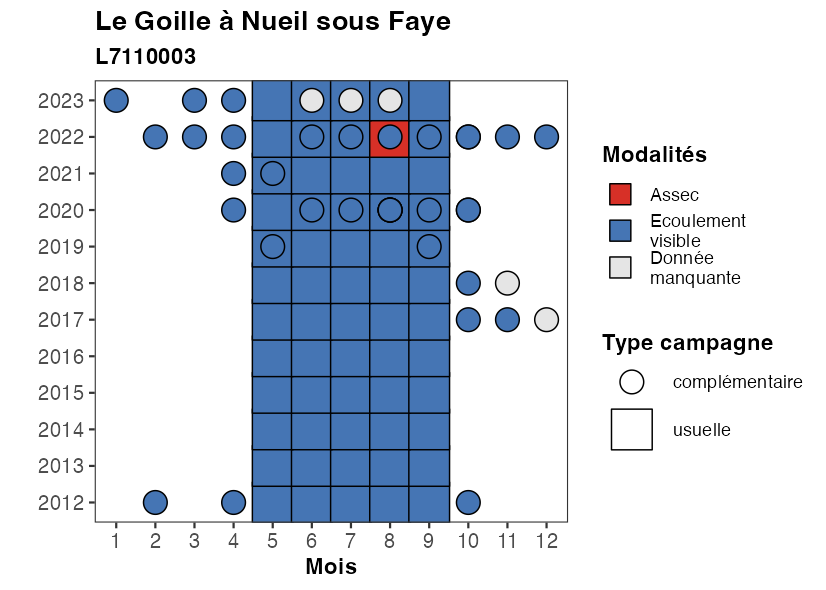 Le Goille à Nueil sous Faye
L7110003
2023
2022
2021
2020
2019
2018
2017
2016
2015
2014
2013
2012
1 2 3 4 5 6 7 8 9 10 11 12
Mois
Modalités
Assec
Ecoulement
visible
Donnée
manquante
Type campagne
complémentaire
usuelle